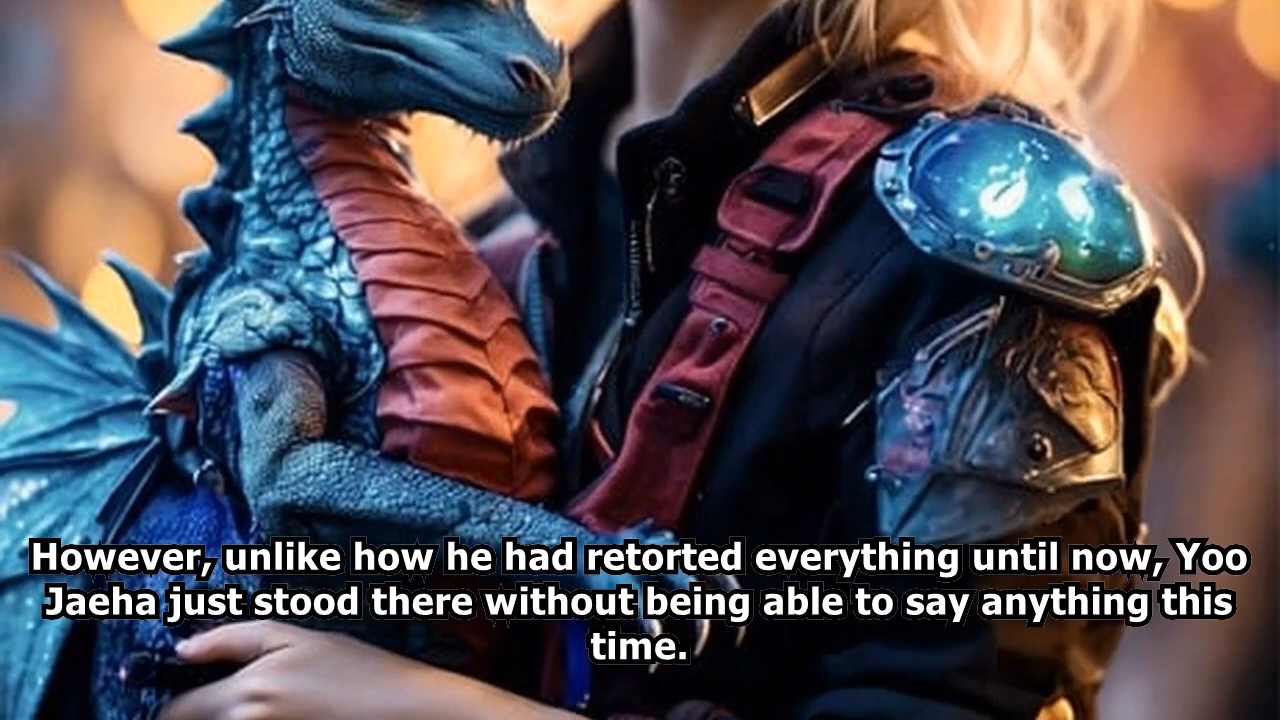 However, unlike how he had retorted everything until now, Yoo
Jaeha just stood there without being able to say anything this
time.